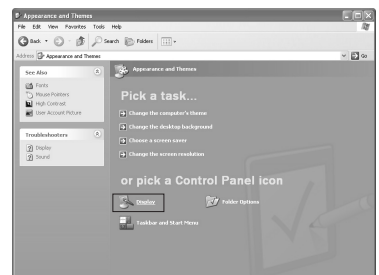 Appearance and Themes
File Edit View Favorites Tools Help
Back Search Folders
Address Appearance and Themes Go
See Also
Fonts
Mouse Pointers
High Contrast
User Account Picture
Troubleshooters
Display
Sound
Appearance and Themes
Pick a task...
Change the computer's theme
Change the desktop background
Choose a screen saver
Change the screen resolution
or pick a Control Panel icon
Display Folder Options
Taskbar and Start Menu